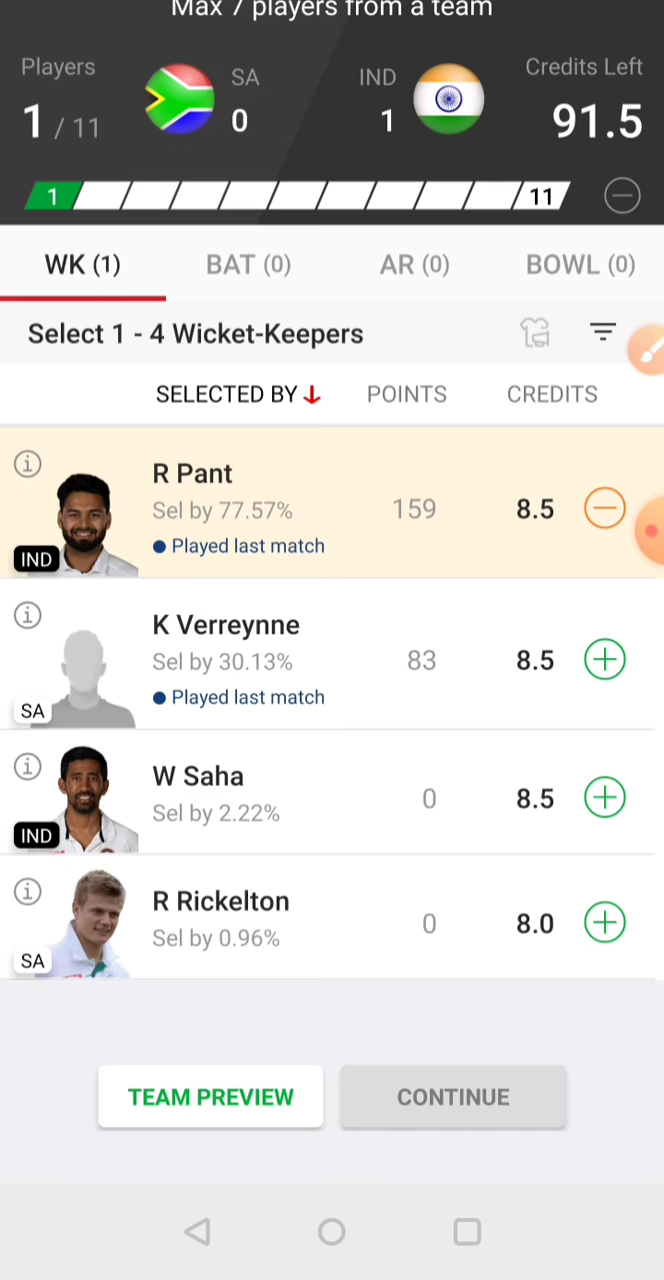 Max 7 players from a team
Players
SA
IND
Credits Left
1 / 11
0
1
91.5
1
11
WK (1)
BAT (0)
AR (0)
BOWL (0)
Select 1 - 4 Wicket-Keepers
SELECTED BY
POINTS
CREDITS
R Pant
Sel by 77.57%
159
8.5
Played last match
IND
K Verreynne
Sel by 30.13%
83
8.5
Played last match
SA
W Saha
Sel by 2.22%
0
8.5
IND
R Rickelton
Sel by 0.96%
0
8.0
SA
TEAM PREVIEW
CONTINUE